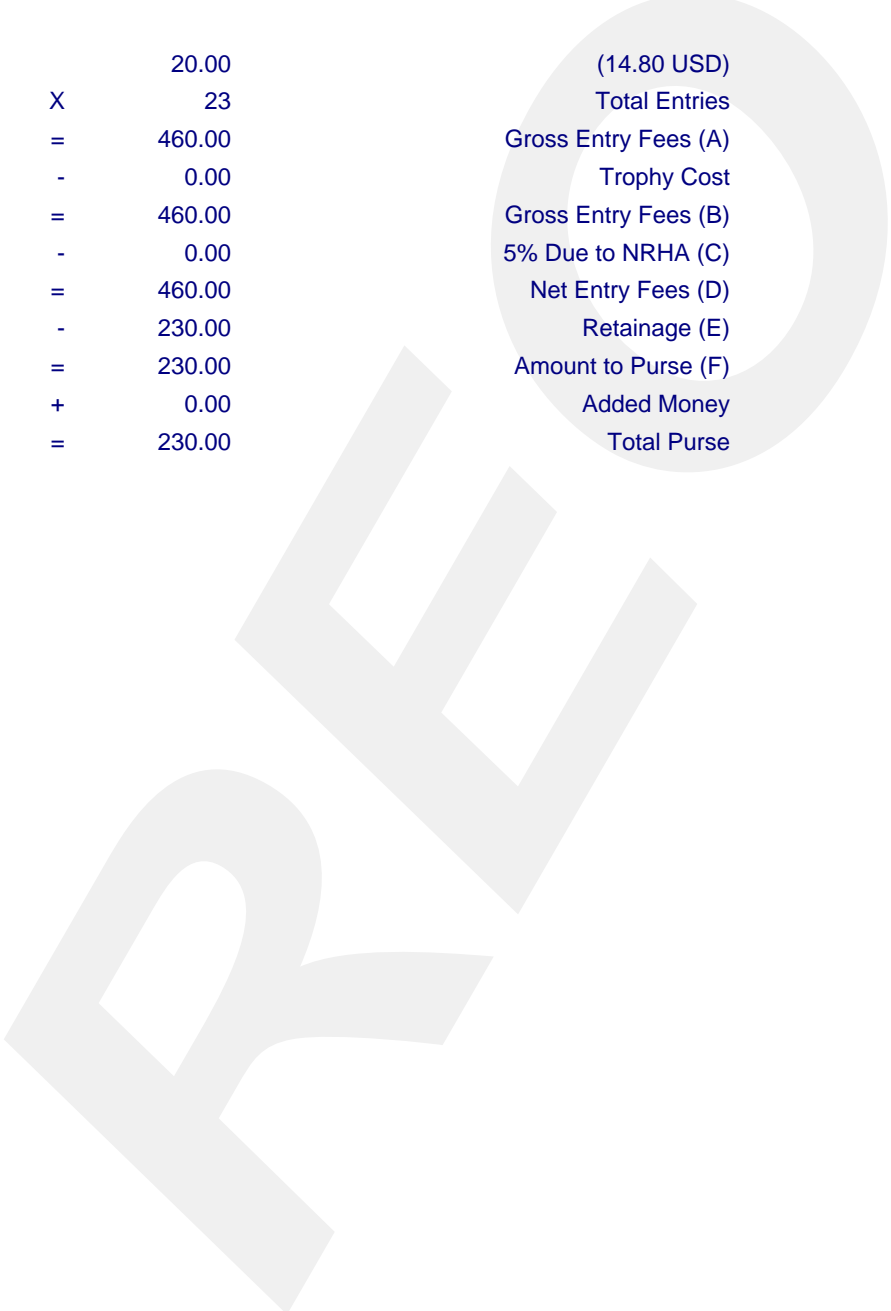 20.00 (14.80 USD)
X 23 Total Entries
= 460.00 Gross Entry Fees (A)
- 0.00 Trophy Cost
= 460.00 Gross Entry Fees (B)
- 0.00 5% Due to NRHA (C)
= 460.00 Net Entry Fees (D)
- 230.00 Retainage (E)
= 230.00 Amount to Purse (F)
+ 0.00 Added Money
= 230.00 Total Purse
REO